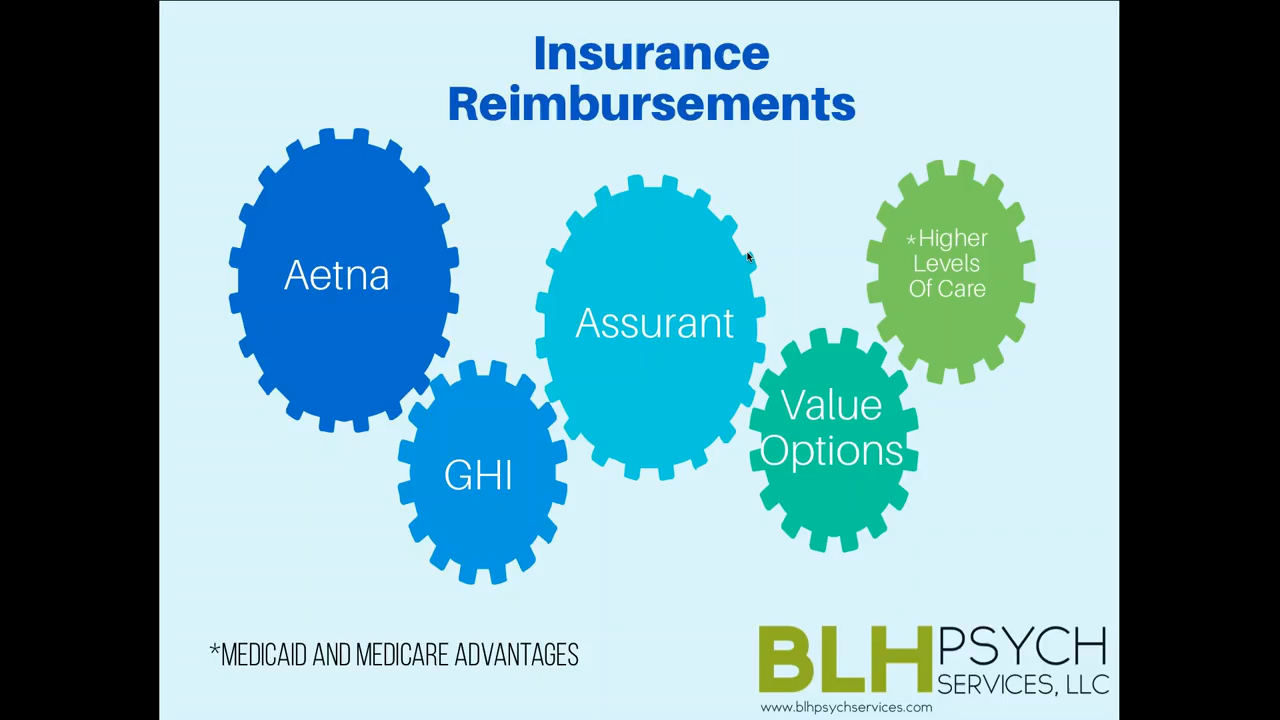 Insurance
Reimbursements
Aetna
Assurant
*Higher
Levels
Of Care
Value
Options
GHI
*MEDICAID AND MEDICARE ADVANTAGES
BLH PSYCH
SERVICES, LLC
www.blhpsychservices.com